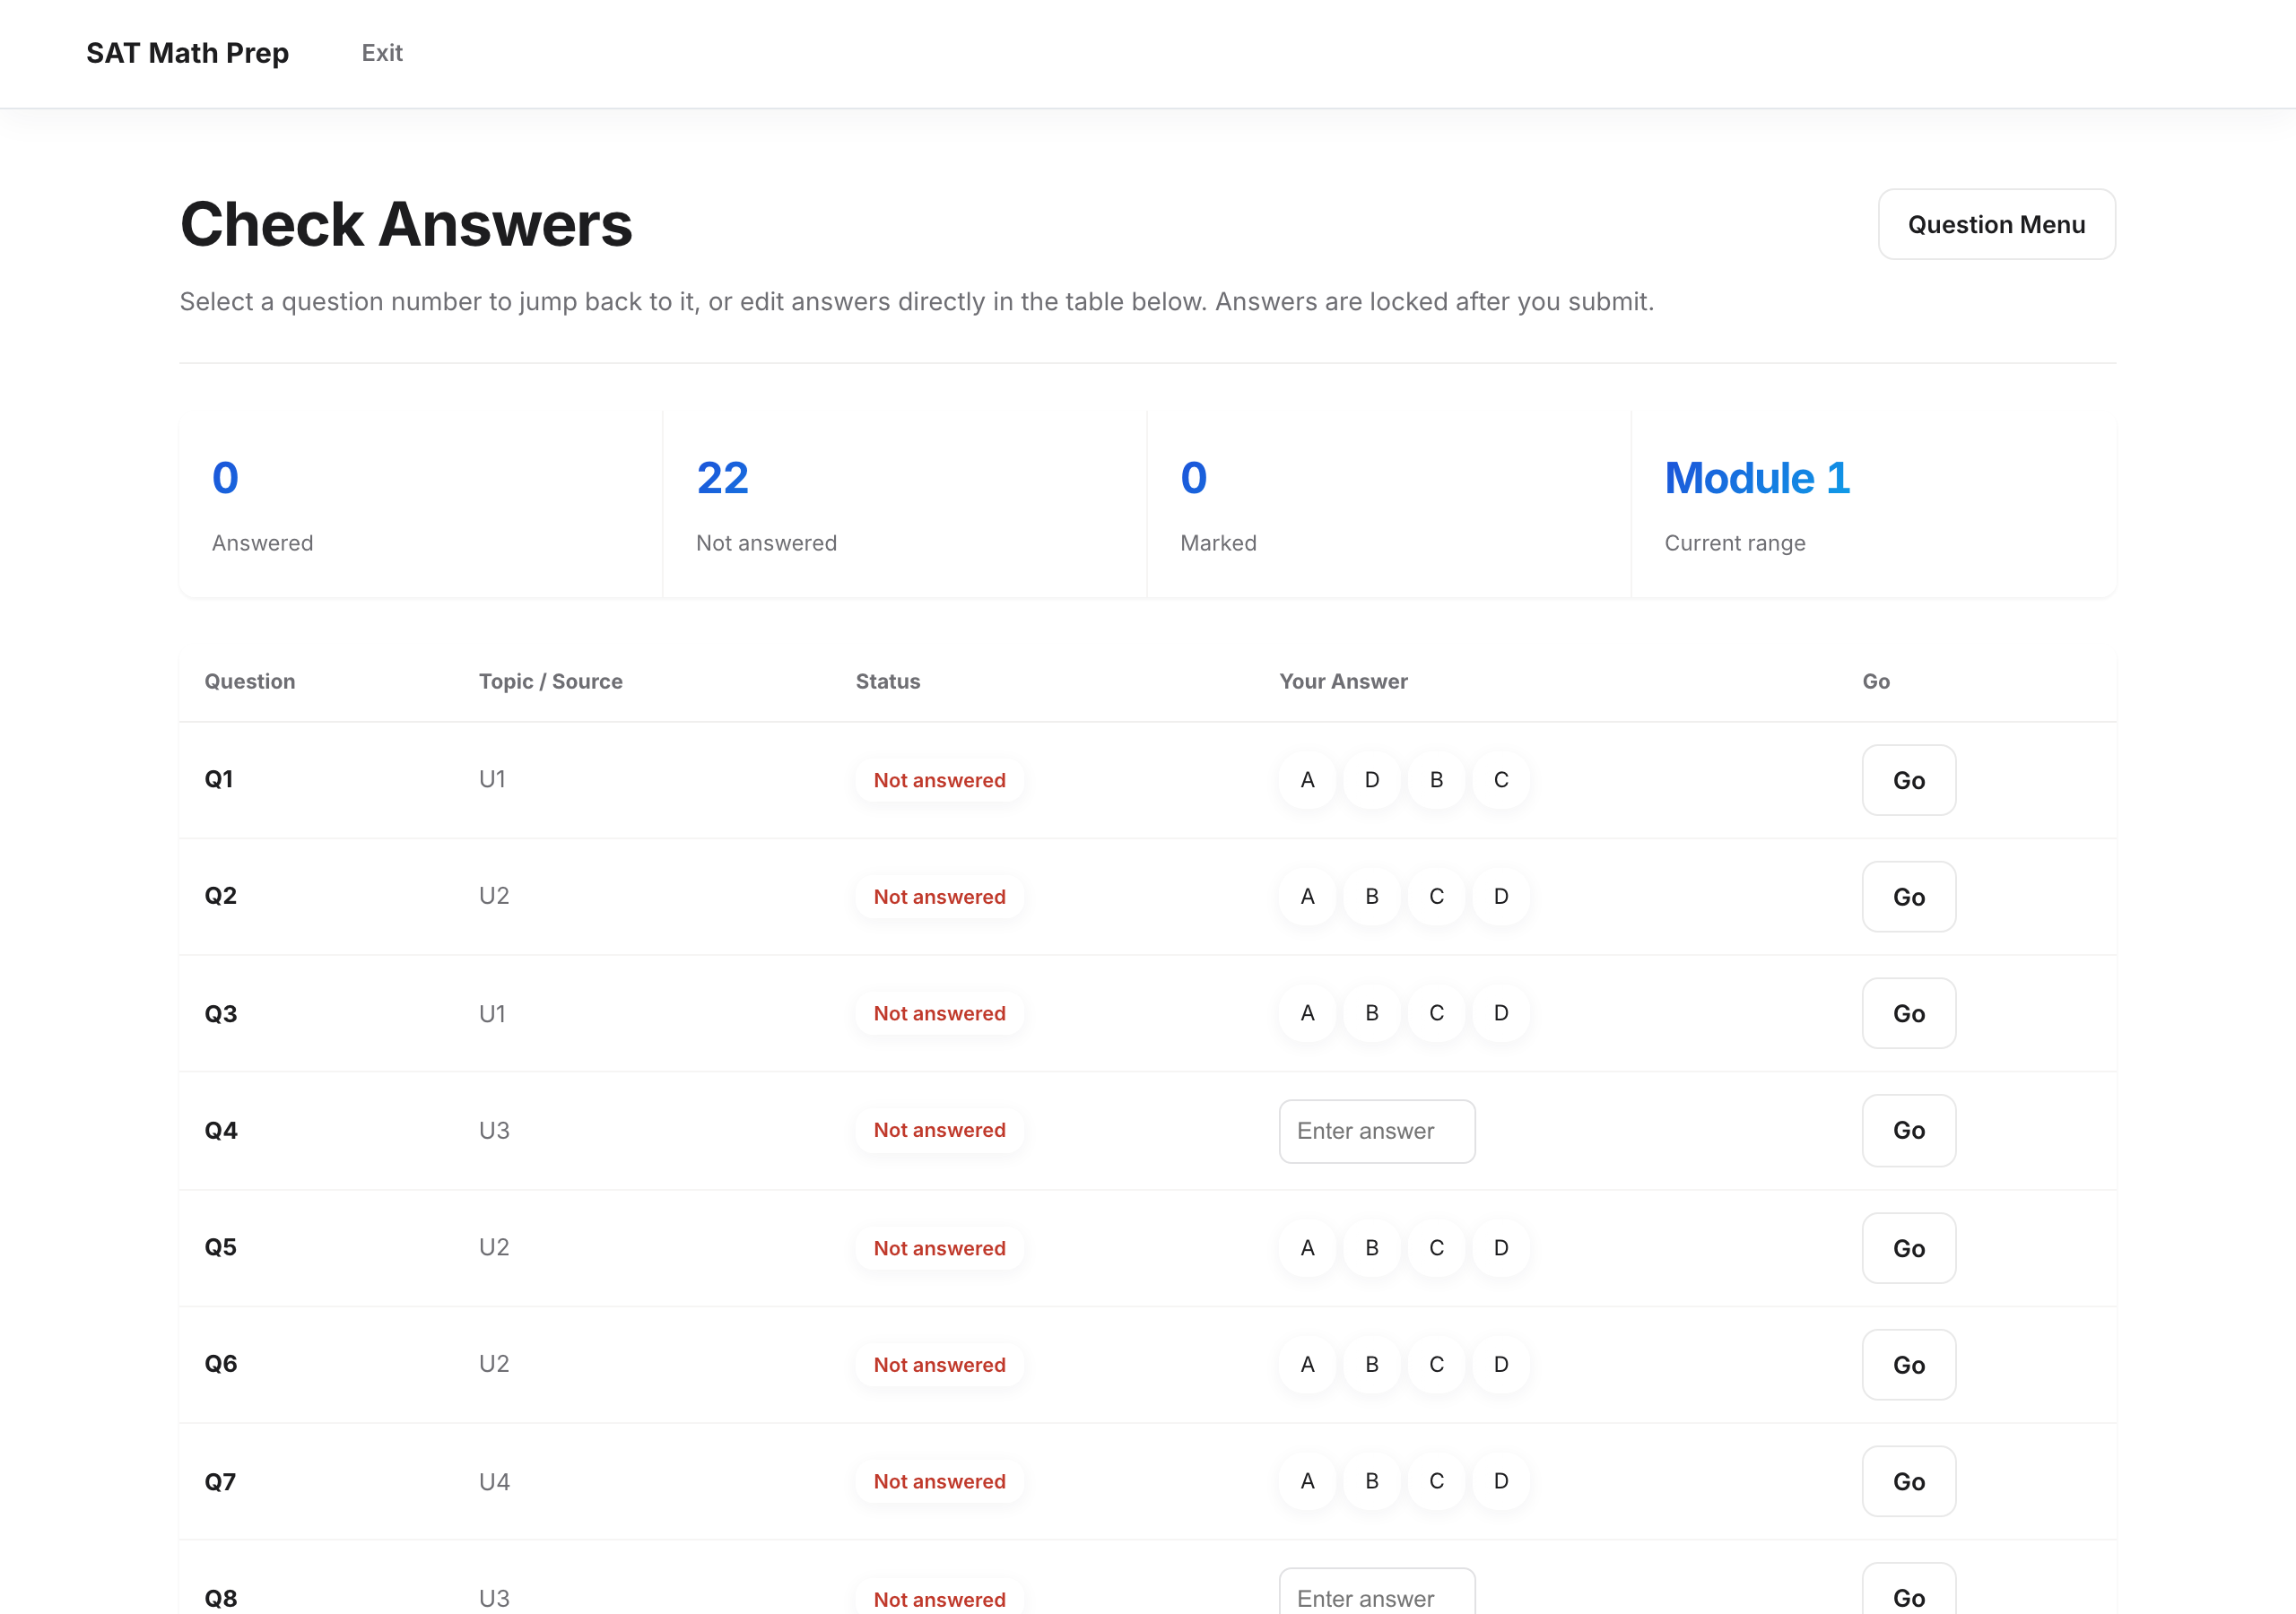 SAT Math Prep Exit
Check Answers
Question Menu
Select a question number to jump back to it, or edit answers directly in the table below. Answers are locked after you submit.
0 22 0 Module 1
Answered Not answered Marked Current range
Question Topic / Source Status Your Answer Go
Q1 U1 Not answered A D B C Go
Q2 U2 Not answered A B C D Go
Q3 U1 Not answered A B C D Go
Q4 U3 Not answered Enter answer Go
Q5 U2 Not answered A B C D Go
Q6 U2 Not answered A B C D Go
Q7 U4 Not answered A B C D Go
Q8 U3 Not answered Enter answer Go